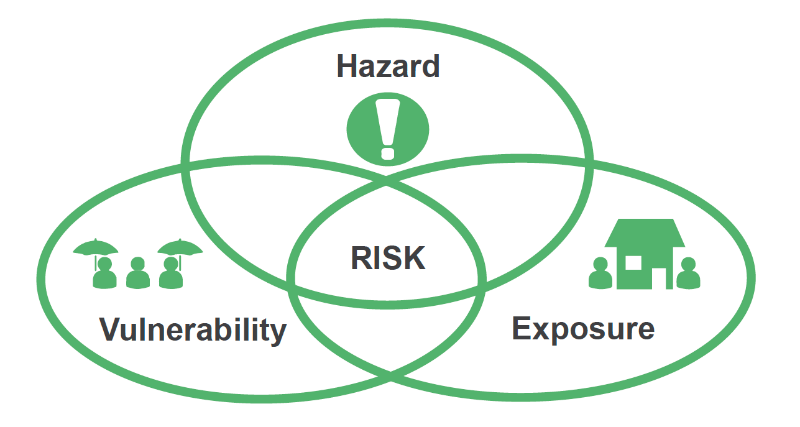 Hazard
RISK
Vulnerability
Exposure